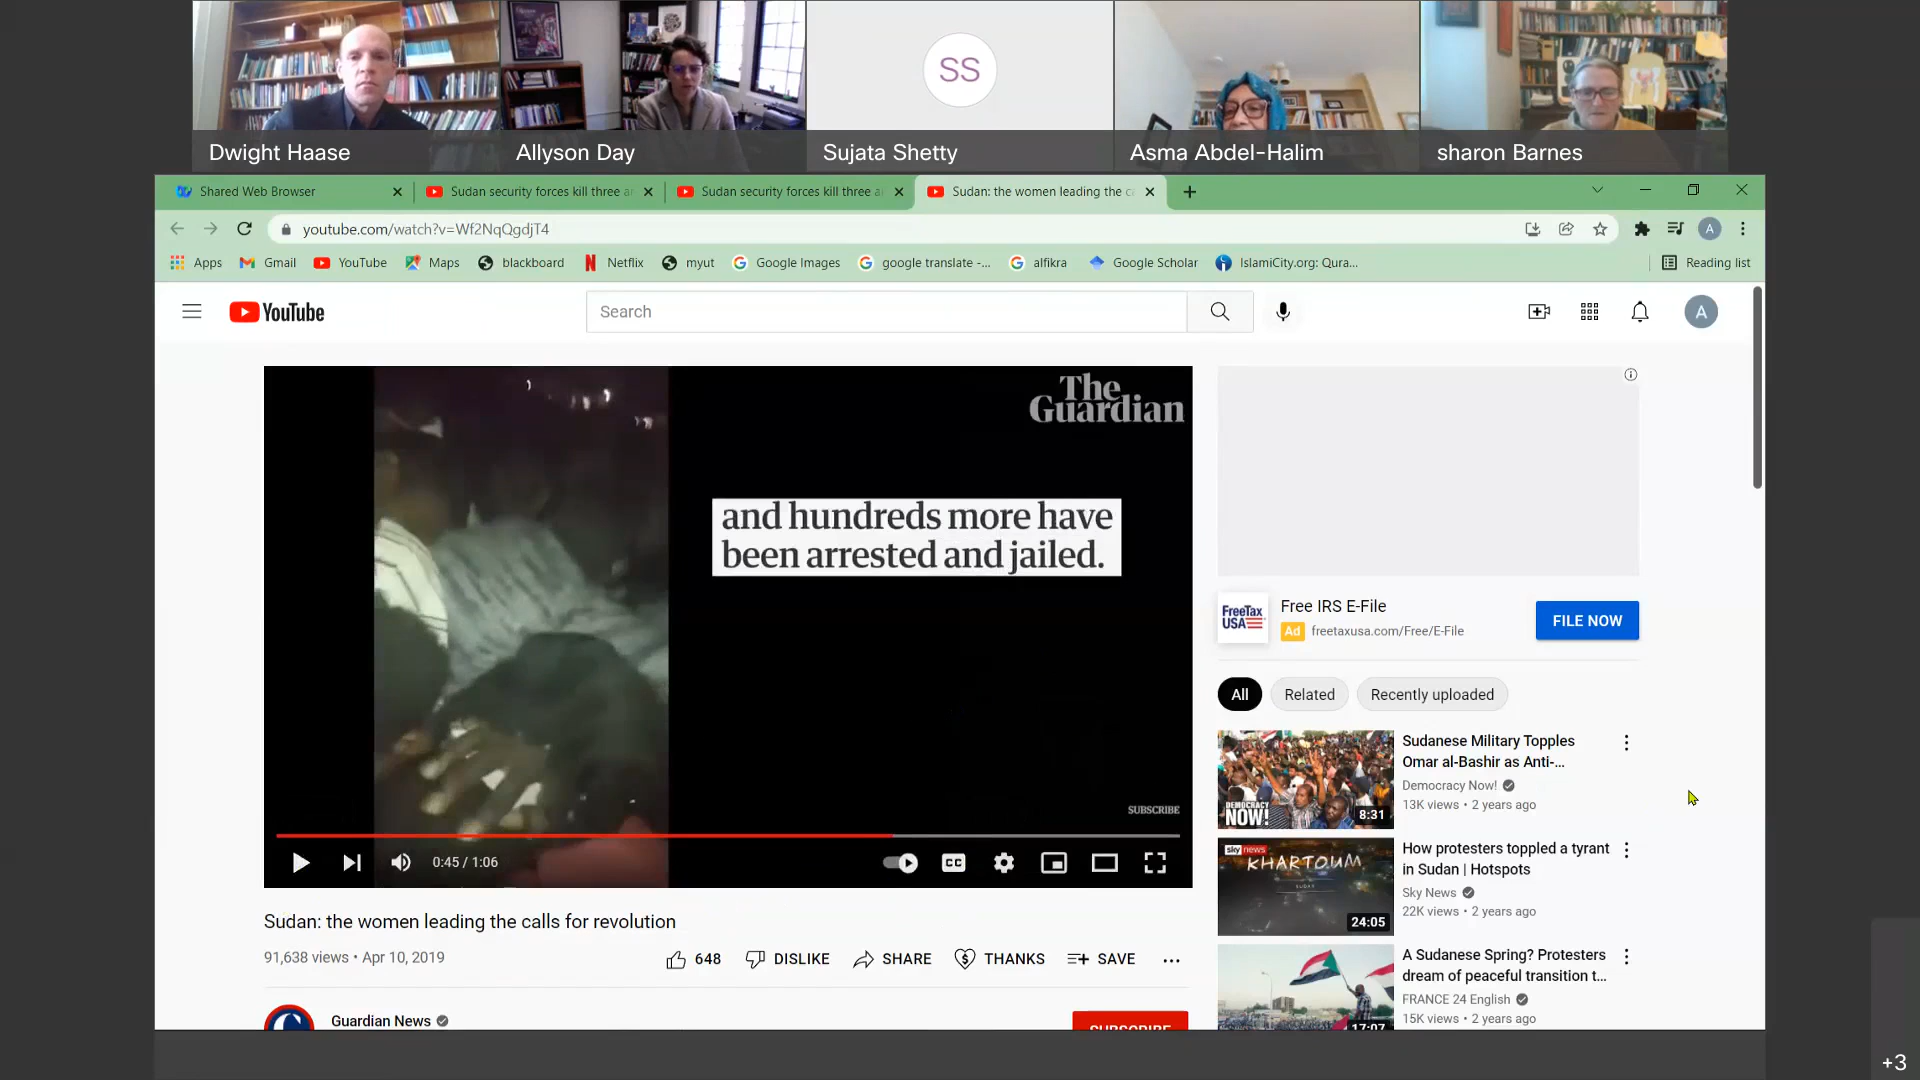 Dwight Haase
Allyson Day
SS
Sujata Shetty
Asma Abdel-Halim
sharon Barnes
Shared Web Browser
Sudan security forces kill three a
Sudan security forces kill three a
Sudan: the women leading the c
youtube.com/watch?v=Wf2NqQgdjT4
A
Apps
Gmail
YouTube
Maps
blackboard
Netflix
myut
Google Images
google translate -...
alfikra
Google Scholar
IslamiCity.org: Qura...
Reading list
YouTube
Search
A
The
Guardian
and hundreds more have
been arrested and jailed.
SUBSCRIBE
0:45 / 1:06
CC
Sudan: the women leading the calls for revolution
91,638 views • Apr 10, 2019
648
DISLIKE
SHARE
THANKS
SAVE
Guardian News
SUBSCRIBE
FreeTax
USA
Free IRS E-File
Ad
freetaxusa.com/Free/E-File
FILE NOW
All
Related
Recently uploaded
DEMOCRACY
NOW!
8:31
Sudanese Military Topples
Omar al-Bashir as Anti-...
Democracy Now!
13K views • 2 years ago
sky news
KHARTOUM
SUDAN
24:05
How protesters toppled a tyrant
in Sudan | Hotspots
Sky News
22K views • 2 years ago
17:07
A Sudanese Spring? Protesters
dream of peaceful transition t...
FRANCE 24 English
15K views • 2 years ago
+3